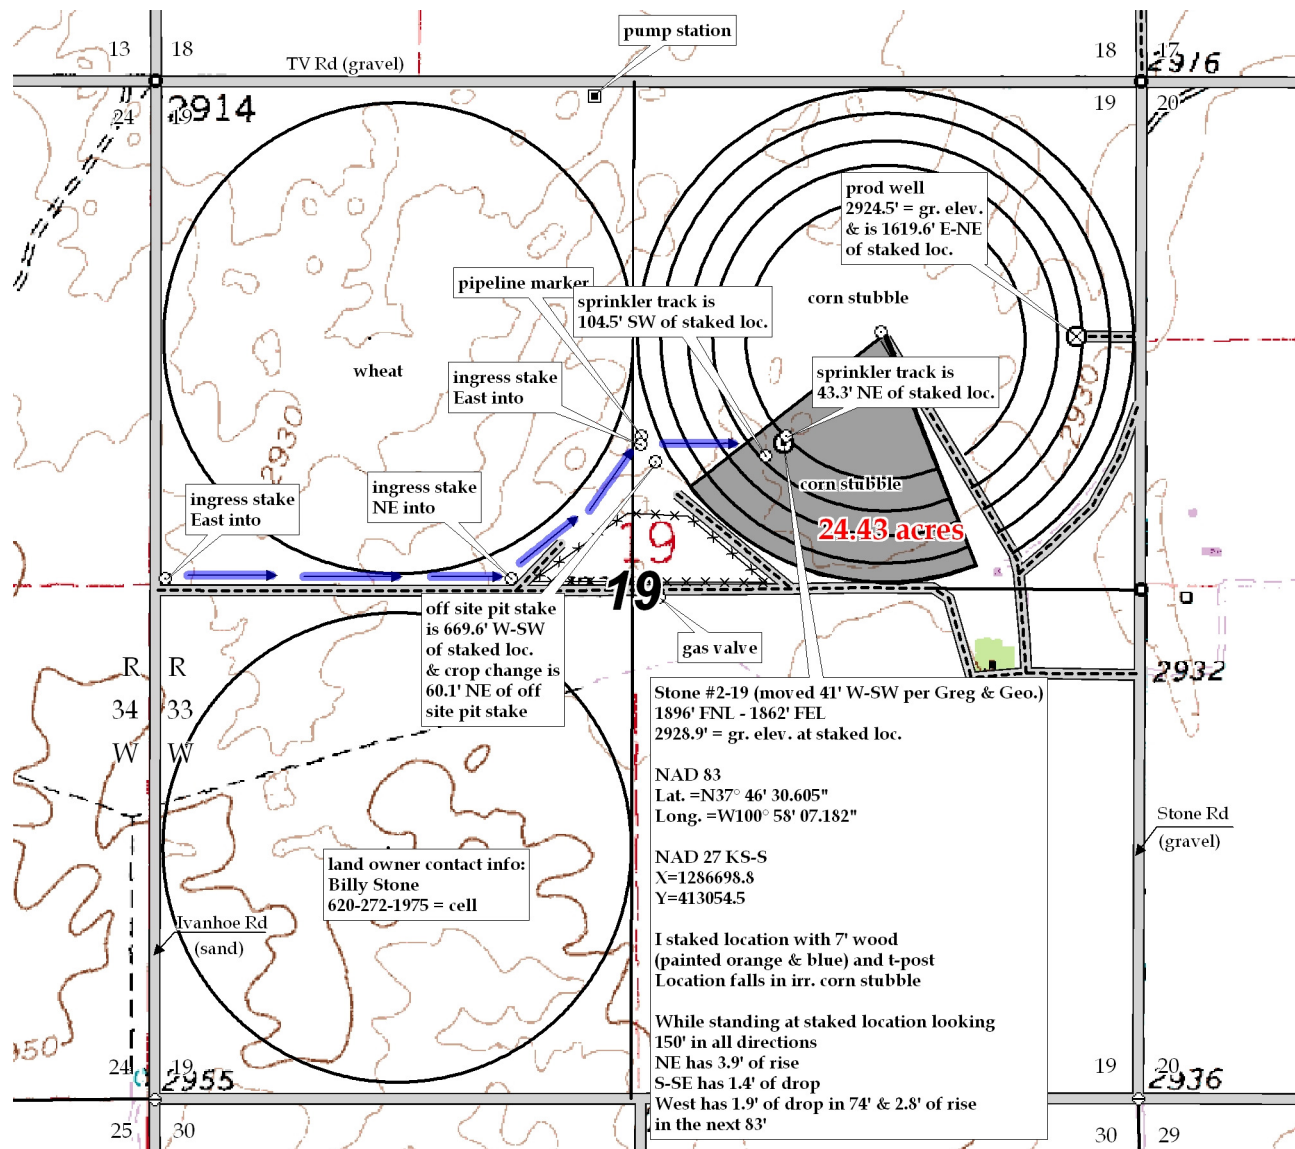 pump station
13
18
TV Rd (gravel)
18
17
2916
24
19
2914
19
20
prod well
2924.5' = gr. elev.
& is 1619.6' E-NE
of staked loc.
pipeline marker
sprinkler track is
104.5' SW of staked loc.
corn stubble
wheat
ingress stake
East into
sprinkler track is
43.3' NE of staked loc.
2930
2930
ingress stake
East into
ingress stake
NE into
corn stubble
24.43 acres
19
19
off site pit stake
is 669.6' W-SW
of staked loc.
& crop change is
60.1' NE of off
site pit stake
gas valve
R
R
34
33
W
W
2932
Stone #2-19 (moved 41' W-SW per Greg & Geo.)
1896' FNL - 1862' FEL
2928.9' = gr. elev. at staked loc.
NAD 83
Lat. =N37° 46' 30.605"
Long. =W100° 58' 07.182"
NAD 27 KS-S
X=1286698.8
Y=413054.5
I staked location with 7' wood
(painted orange & blue) and t-post
Location falls in irr. corn stubble
While standing at staked location looking
150' in all directions
NE has 3.9' of rise
S-SE has 1.4' of drop
West has 1.9' of drop in 74' & 2.8' of rise
in the next 83'
Stone Rd
(gravel)
land owner contact info:
Billy Stone
620-272-1975 = cell
Ivanhoe Rd
(sand)
950
24
19
2955
19
20
2936
25
30
30
29